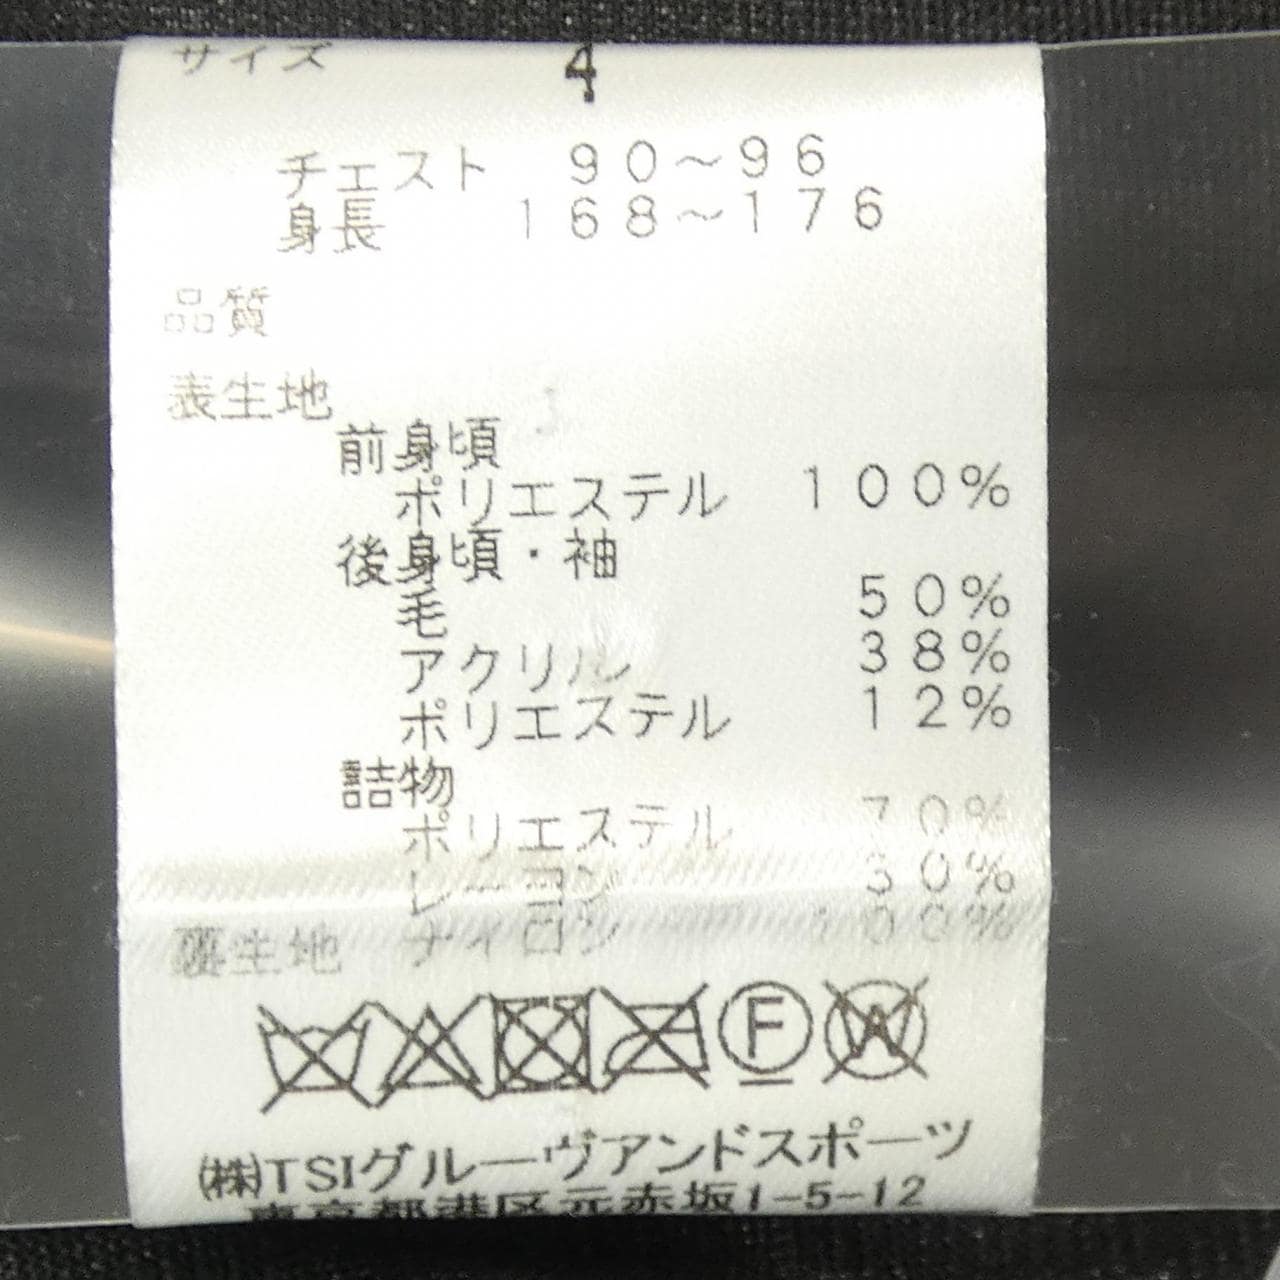 サイズ 4
チェスト 90～96
身長 168～176
品質
表生地
前身頃
ポリエステル 100%
後身頃・袖
毛 50%
アクリル 38%
ポリエステル 12%
詰物
ポリエステル 70%
レーヨン 30%
裏生地 ナイロン 100%
F W
㈱TSIグルーヴアンドスポーツ
東京都港区元赤坂1-5-12